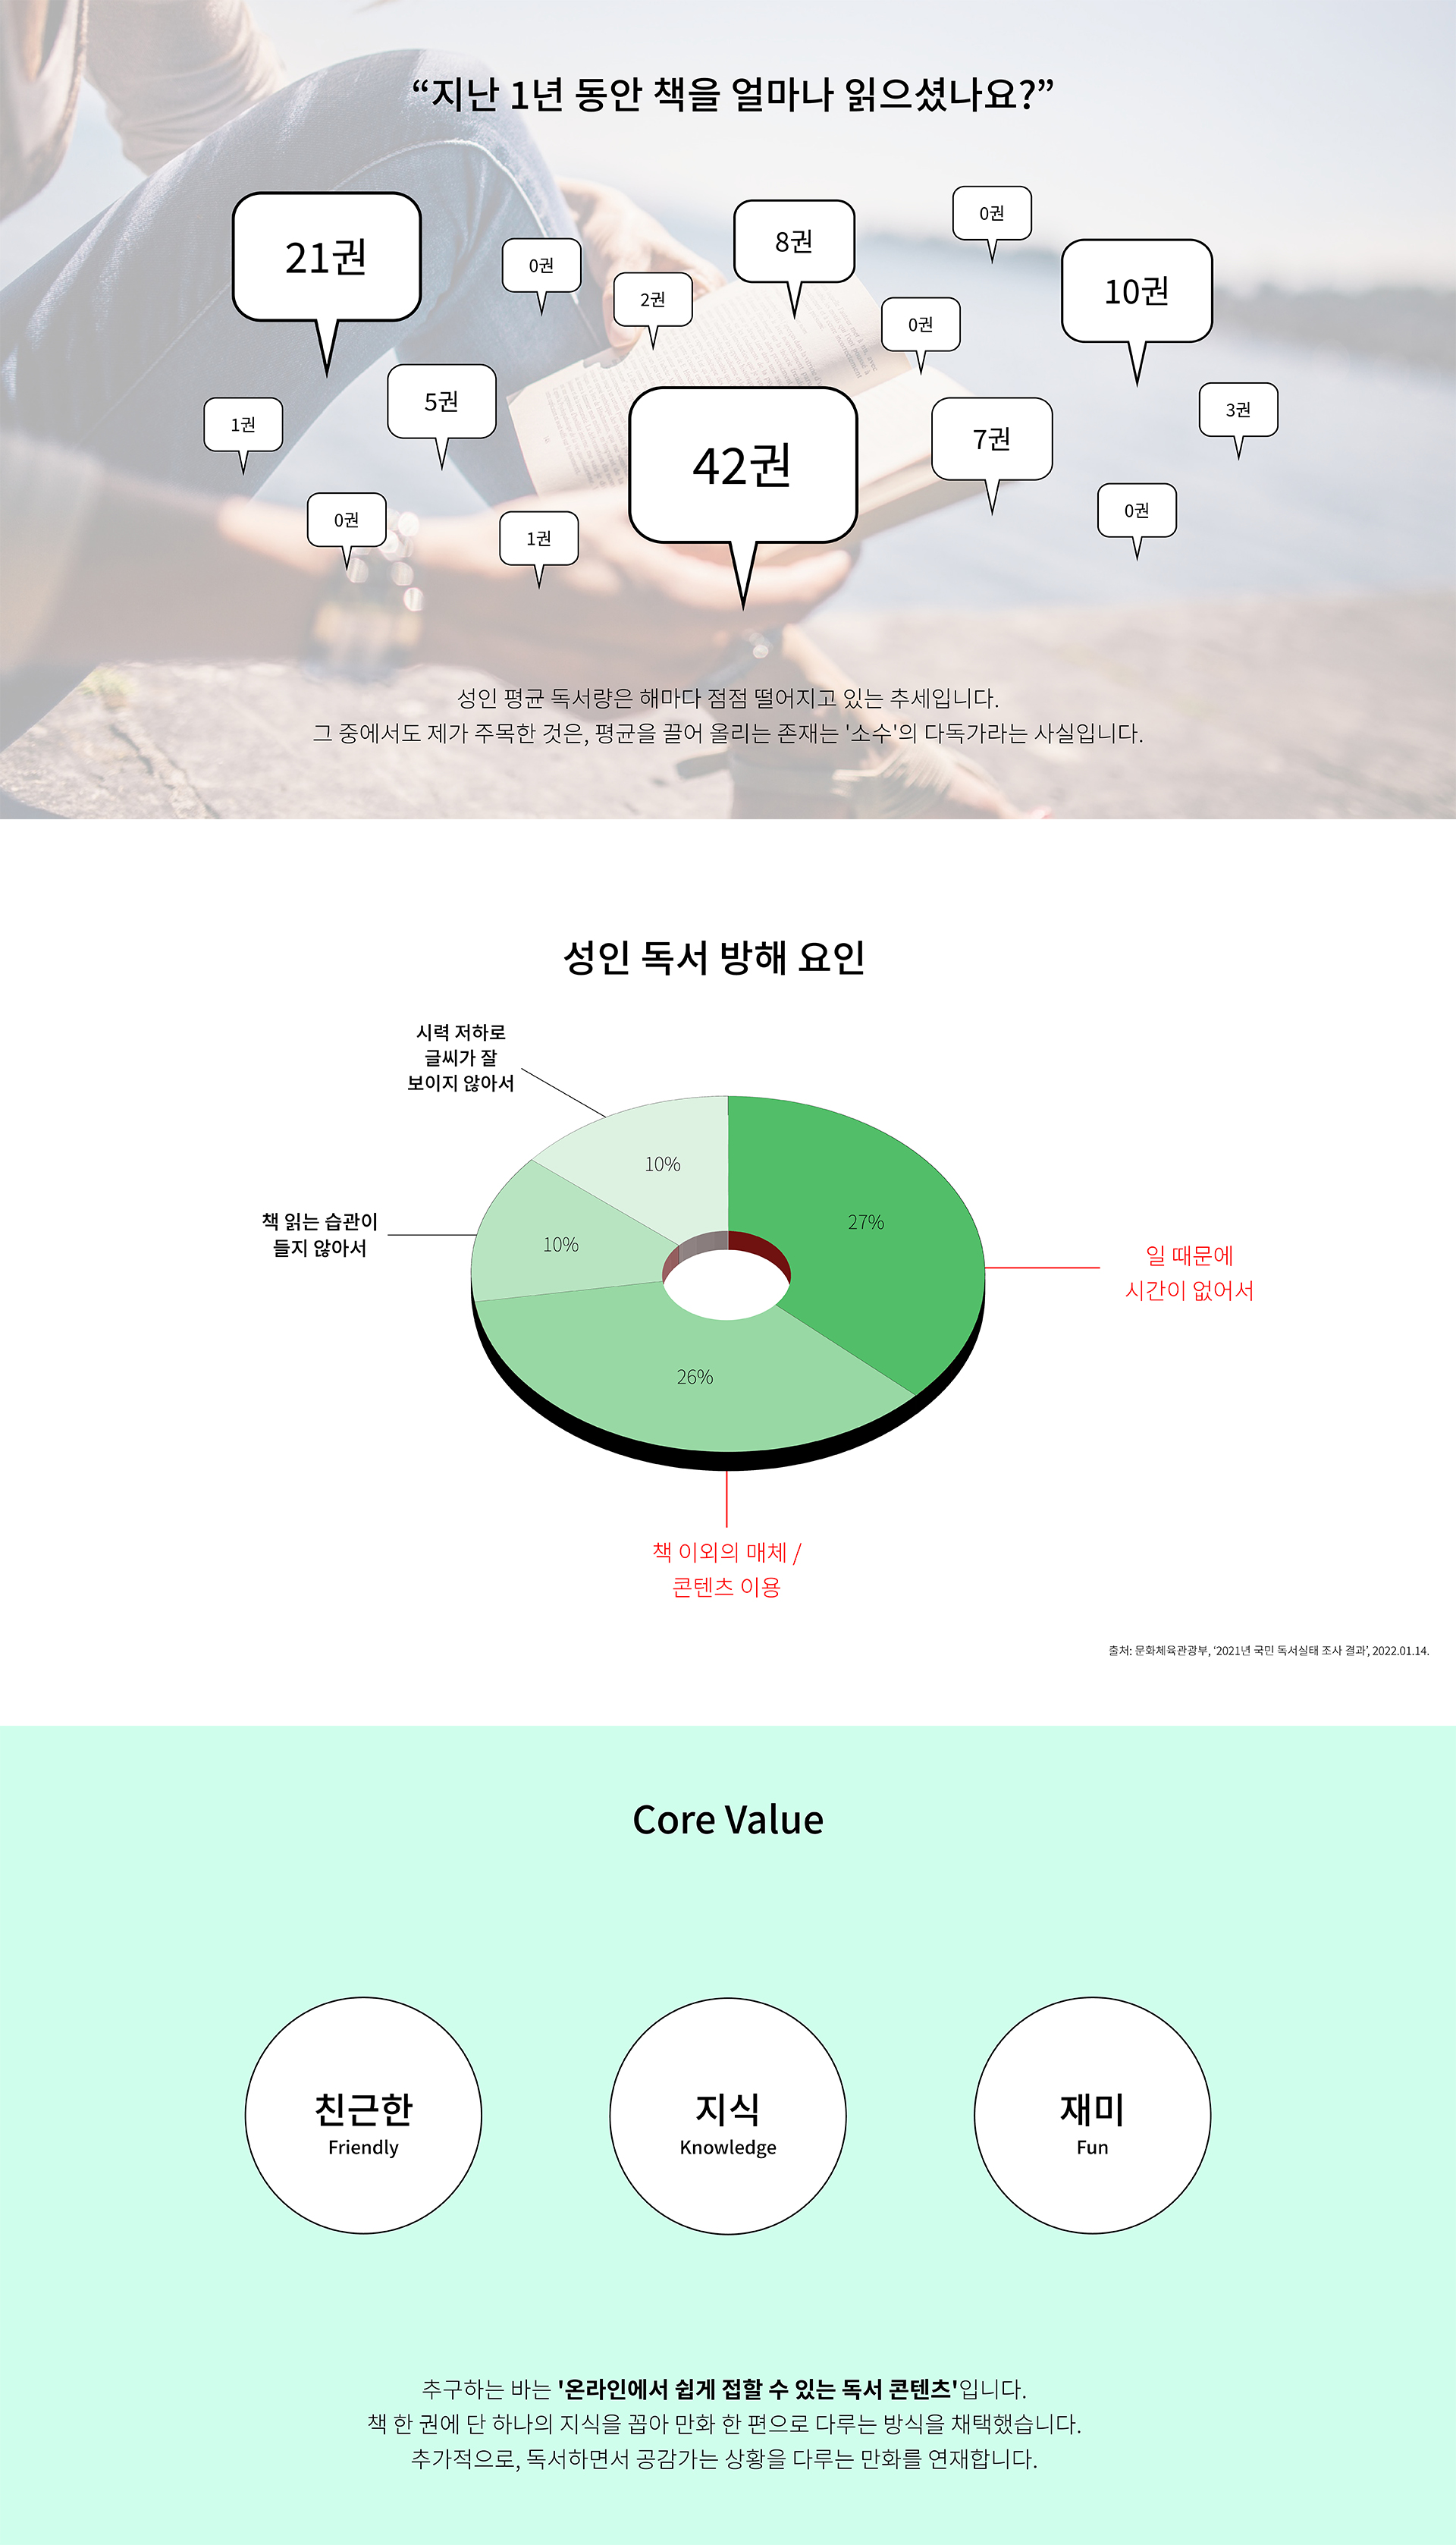 “지난 1년 동안 책을 얼마나 읽으셨나요?”
21권
0권
2권
8권
0권
0권
10권
1권
5권
42권
7권
3권
0권
1권
0권
성인 평균 독서량은 해마다 점점 떨어지고 있는 추세입니다.
그 중에서도 제가 주목한 것은, 평균을 끌어 올리는 존재는 '소수'의 다독가라는 사실입니다.
성인 독서 방해 요인
시력 저하로
글씨가 잘
보이지 않아서
10%
27%
책 읽는 습관이
들지 않아서
10%
일 때문에
시간이 없어서
26%
책 이외의 매체 /
콘텐츠 이용
출처: 문화체육관광부, ‘2021년 국민 독서실태 조사 결과’, 2022.01.14.
Core Value
친근한
Friendly
지식
Knowledge
재미
Fun
추구하는 바는 '온라인에서 쉽게 접할 수 있는 독서 콘텐츠'입니다.
책 한 권에 단 하나의 지식을 꼽아 만화 한 편으로 다루는 방식을 채택했습니다.
추가적으로, 독서하면서 공감가는 상황을 다루는 만화를 연재합니다.